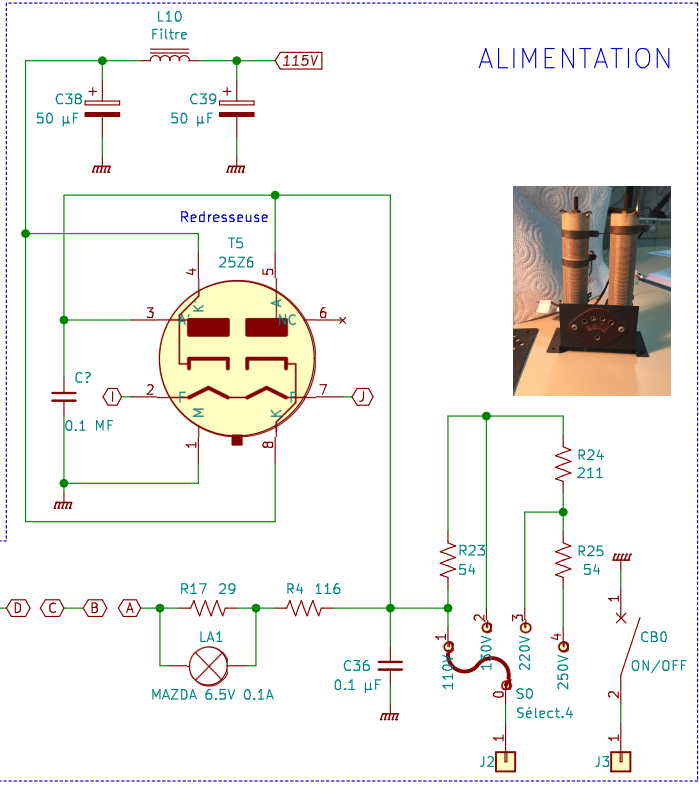 L10
Filtre
115V
ALIMENTATION
C38
50 µF
C39
50 µF
Redresseuse
T5
25Z6
4
5
K
A
3
A
NC
6
C?
0.1 MF
I
2
F
F
7
J
M
K
1
8
R24
211
R23
54
R25
54
D
C
B
A
R17 29
R4 116
LA1
MAZDA 6.5V 0.1A
C36
0.1 µF
1
2
3
4
110V
130V
220V
250V
0
S0
Sélect.4
1
CB0
ON/OFF
2
1
J2
1
J3